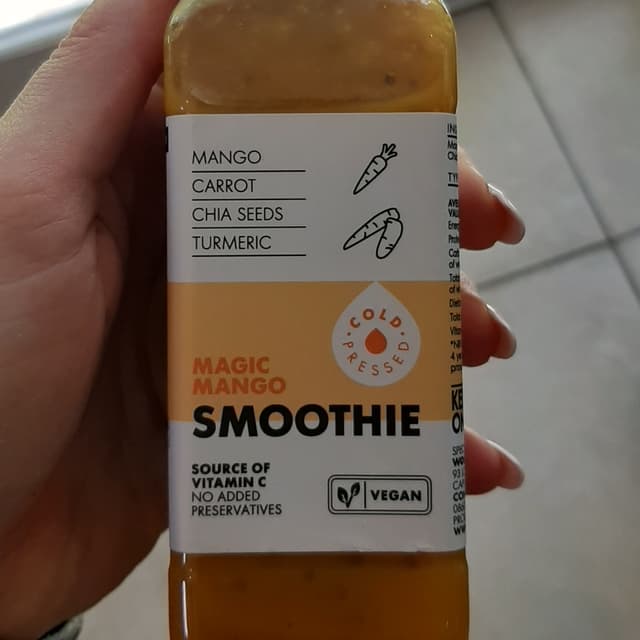 MANGO
CARROT
CHIA SEEDS
TURMERIC
COLD
PRESSED
MAGIC
MANGO
SMOOTHIE
SOURCE OF
VITAMIN C
NO ADDED
PRESERVATIVES
VEGAN